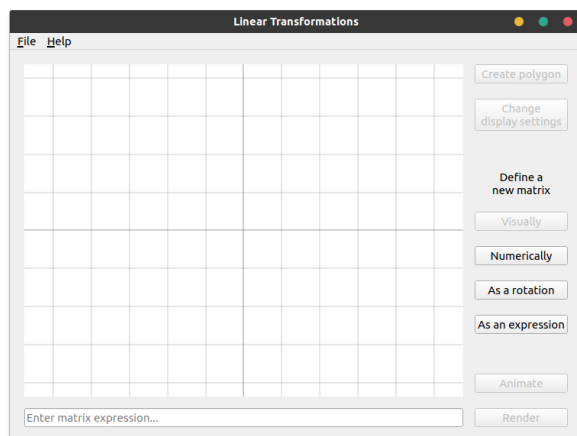 Linear Transformations
File Help
Create polygon
Change
display settings
Define a
new matrix
Visually
Numerically
As a rotation
As an expression
Animate
Enter matrix expression...
Render